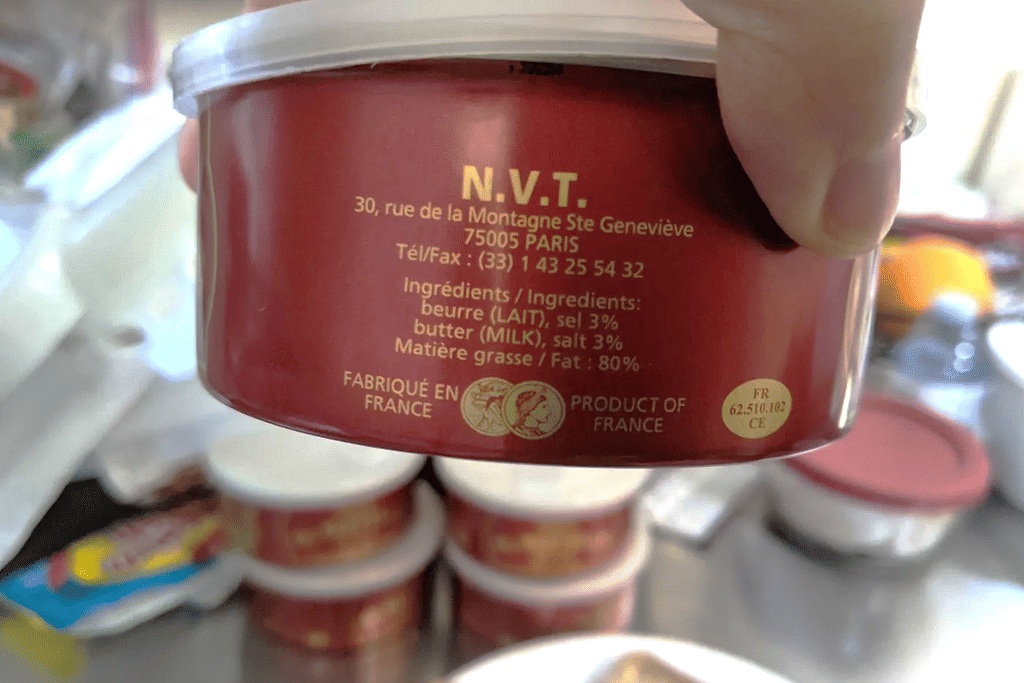 N.V.T.
30, rue de la Montagne Ste Geneviève
75005 PARIS
Tél/Fax : (33) 1 43 25 54 32
Ingrédients / Ingredients:
beurre (LAIT), sel 3%
butter (MILK), salt 3%
Matière grasse / Fat : 80%
FABRIQUÉ EN
FRANCE
PRODUCT OF
FRANCE
FR
62.510.102
CE